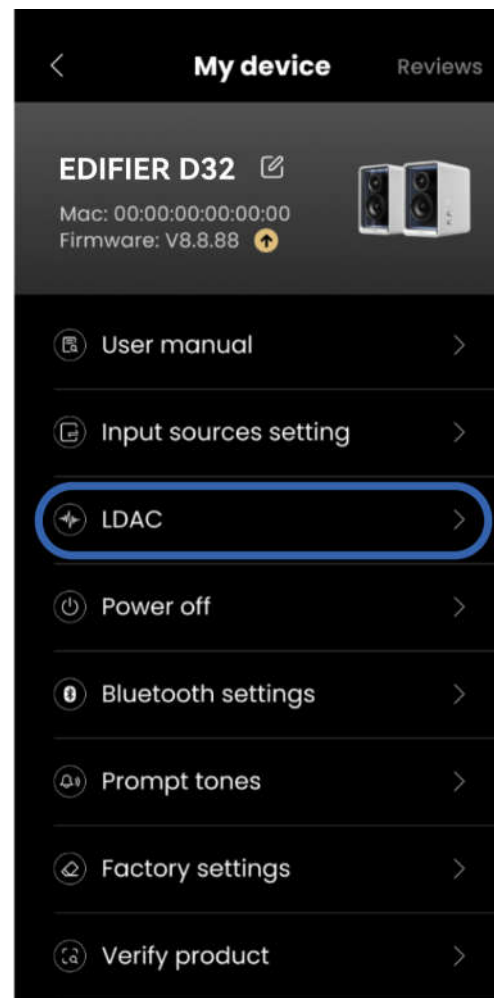 My device Reviews
EDIFIER D32
Mac: 00:00:00:00:00:00
Firmware: V8.8.88
User manual
Input sources setting
LDAC
Power off
Bluetooth settings
Prompt tones
Factory settings
Verify product